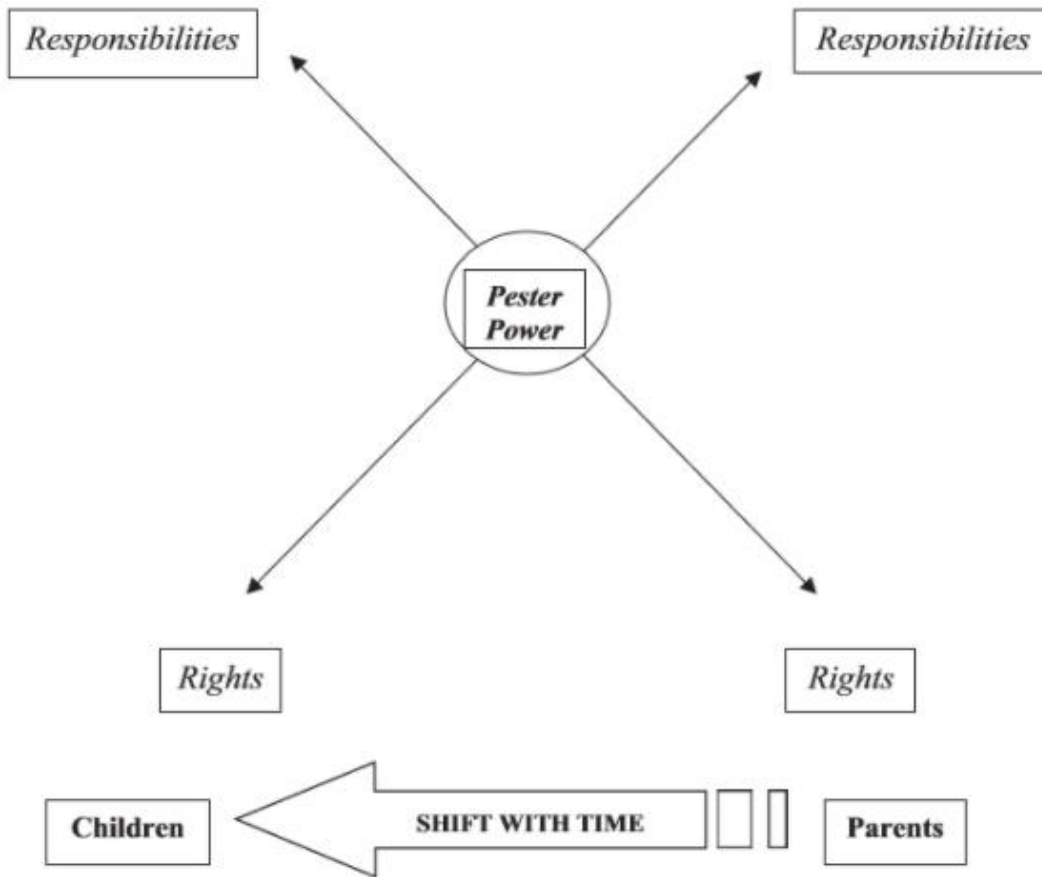 Responsibilities
Responsibilities
Pester
Power
Rights
Rights
Children
SHIFT WITH TIME
Parents